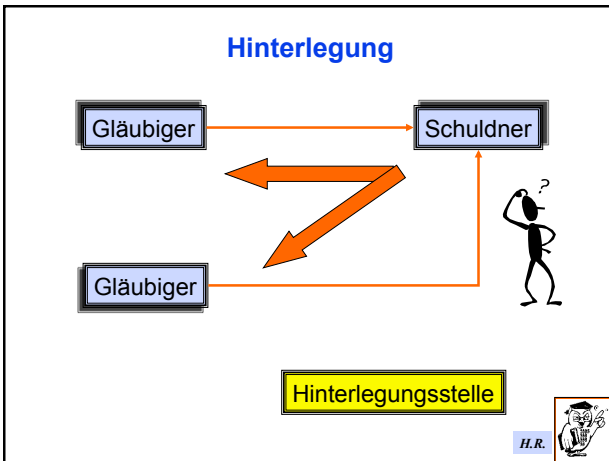 Hinterlegung
Gläubiger
Schuldner
?
Gläubiger
Hinterlegungsstelle
H.R.